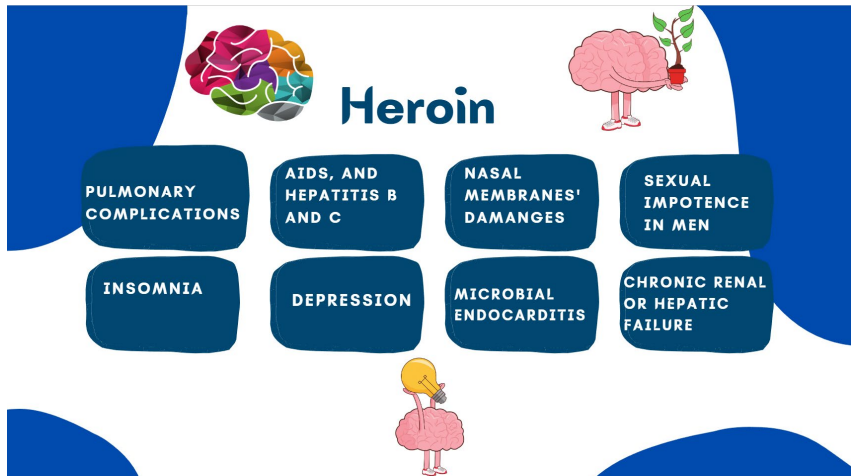 Heroin
PULMONARY
COMPLICATIONS
AIDS, AND
HEPATITIS B
AND C
NASAL
MEMBRANES'
DAMANGES
SEXUAL
IMPOTENCE
IN MEN
INSOMNIA
DEPRESSION
MICROBIAL
ENDOCARDITIS
CHRONIC RENAL
OR HEPATIC
FAILURE